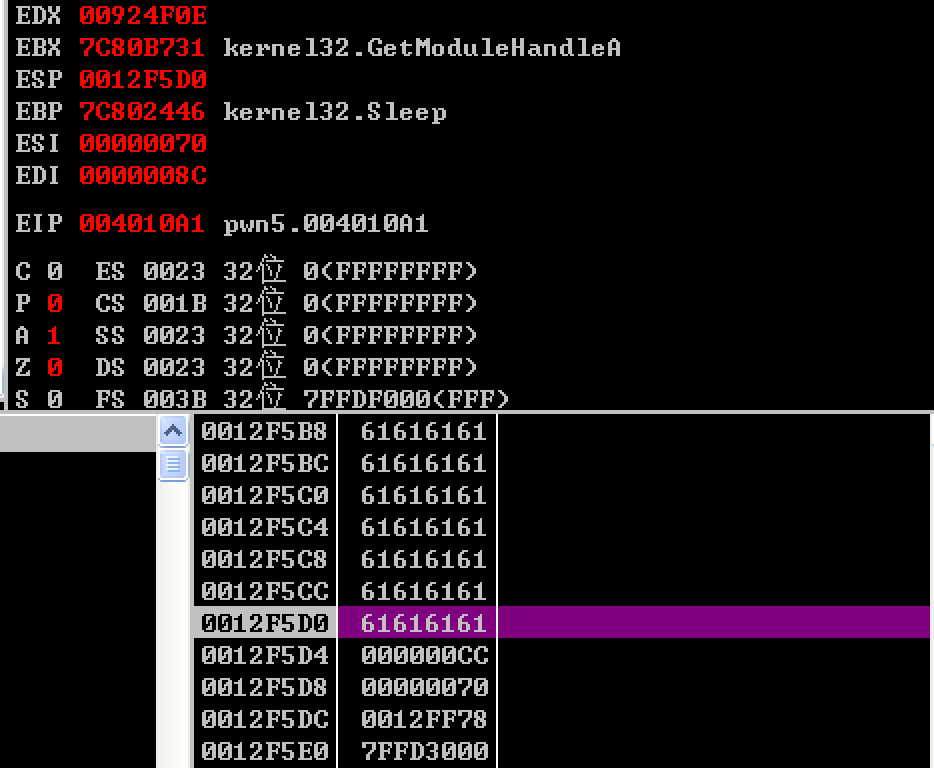 EDX 00924F0E
EBX 7C80B731 kernel32.GetModuleHandleA
ESP 0012F5D0
EBP 7C802446 kernel32.Sleep
ESI 00000070
EDI 0000008C
EIP 004010A1 pwn5.004010A1
C 0 ES 0023 32位 0(FFFFFFFF)
P 0 CS 001B 32位 0(FFFFFFFF)
A 1 SS 0023 32位 0(FFFFFFFF)
Z 0 DS 0023 32位 0(FFFFFFFF)
S 0 FS 003B 32位 7FFDF000(FFF)
0012F5B8 61616161
0012F5BC 61616161
0012F5C0 61616161
0012F5C4 61616161
0012F5C8 61616161
0012F5CC 61616161
0012F5D0 61616161
0012F5D4 000000CC
0012F5D8 00000070
0012F5DC 0012FF78
0012F5E0 7FFD3000